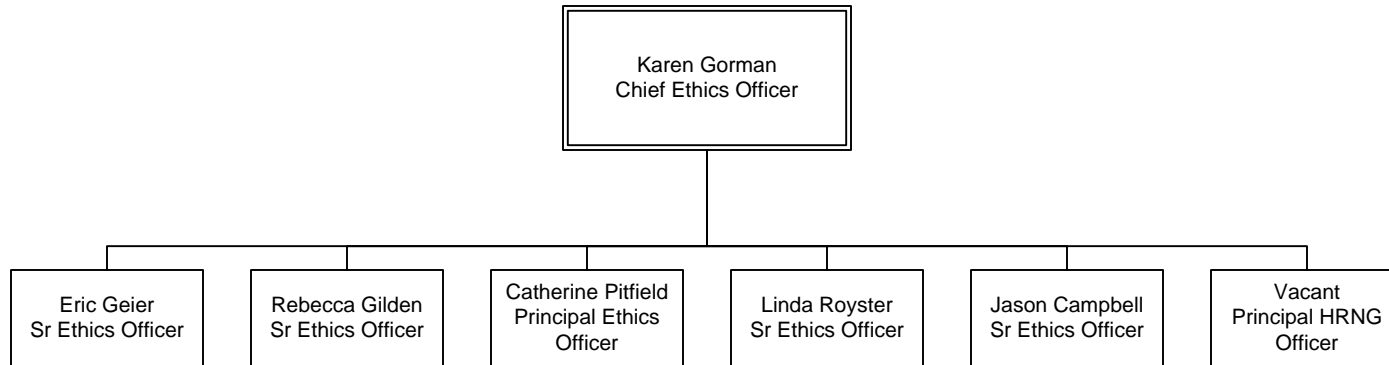 Karen Gorman
Chief Ethics Officer
Eric Geier
Sr Ethics Officer
Rebecca Gilden
Sr Ethics Officer
Catherine Pitfield
Principal Ethics
Officer
Linda Royster
Sr Ethics Officer
Jason Campbell
Sr Ethics Officer
Vacant
Principal HRNG
Officer